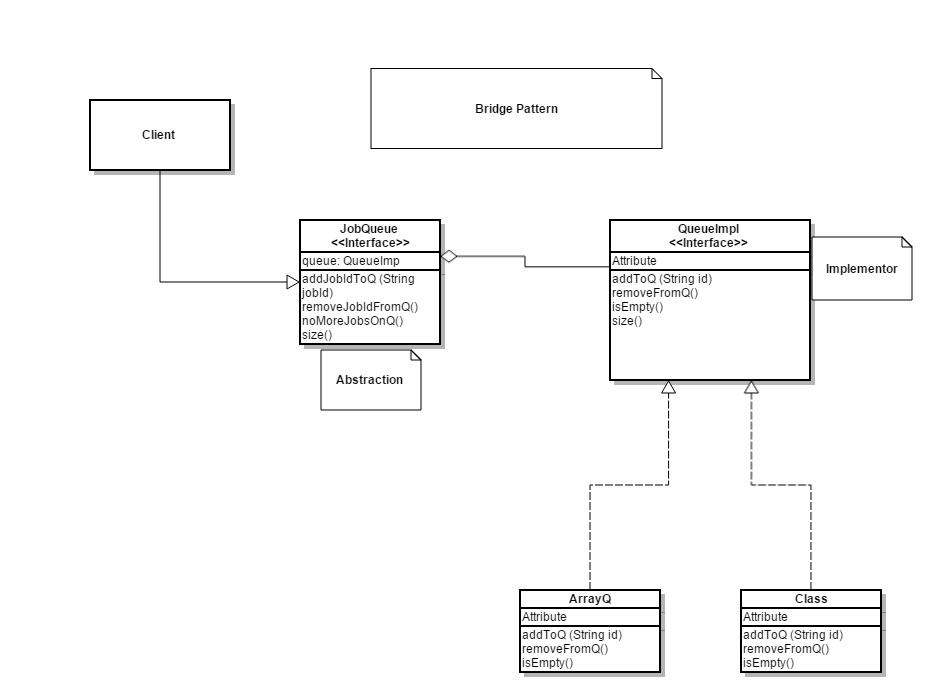 Bridge Pattern
Client
JobQueue
<<Interface>>
queue: QueueImp
addJobIdToQ (String
jobId)
removeJobIdFromQ()
noMoreJobsOnQ()
size()
Abstraction
QueueImpl
<<Interface>>
Attribute
addToQ (String id)
removeFromQ()
isEmpty()
size()
Implementor
ArrayQ
Attribute
addToQ (String id)
removeFromQ()
isEmpty()
Class
Attribute
addToQ (String id)
removeFromQ()
isEmpty()